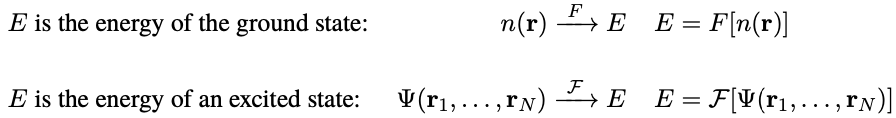 E is the energy of the ground state: n(r) —F→ E E = F[n(r)]
E is the energy of an excited state: Ψ(r₁, . . . , r_N) —ℱ→ E E = ℱ[Ψ(r₁, . . . , r_N)]